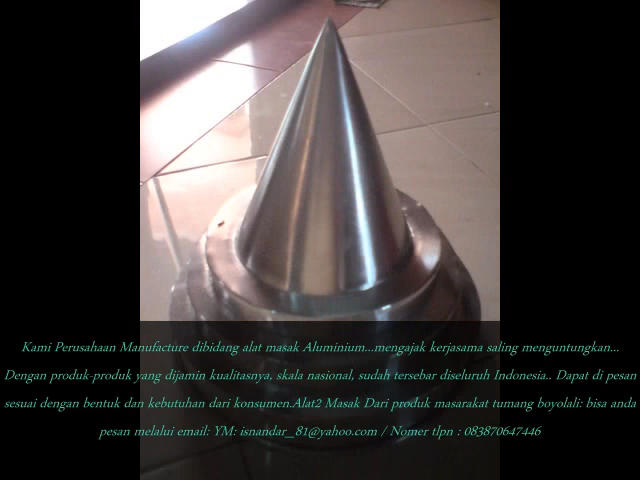 Kami Perusahaan Manufacture dibidang alat masak Aluminium...mengajak kerjasama saling menguntungkan...
Dengan produk-produk yang dijamin kualitasnya, skala nasional, sudah tersebar diseluruh Indonesia.. Dapat di pesan
sesuai dengan bentuk dan kebutuhan dari konsumen.Alat2 Masak Dari produk masarakat tumang boyolali: bisa anda
pesan melalui email: YM: isnandar_81@yahoo.com / Nomer tlpn : 083870647446